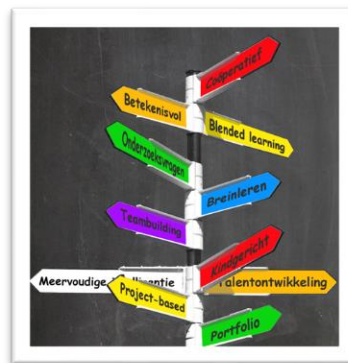 Coöperatief
Betekenisvol
Blended learning
Onderzoeksvragen
Breinleren
Teambuilding
Kindgericht
Meervoudige
Talentontwikkeling
Project-based
Portfolio